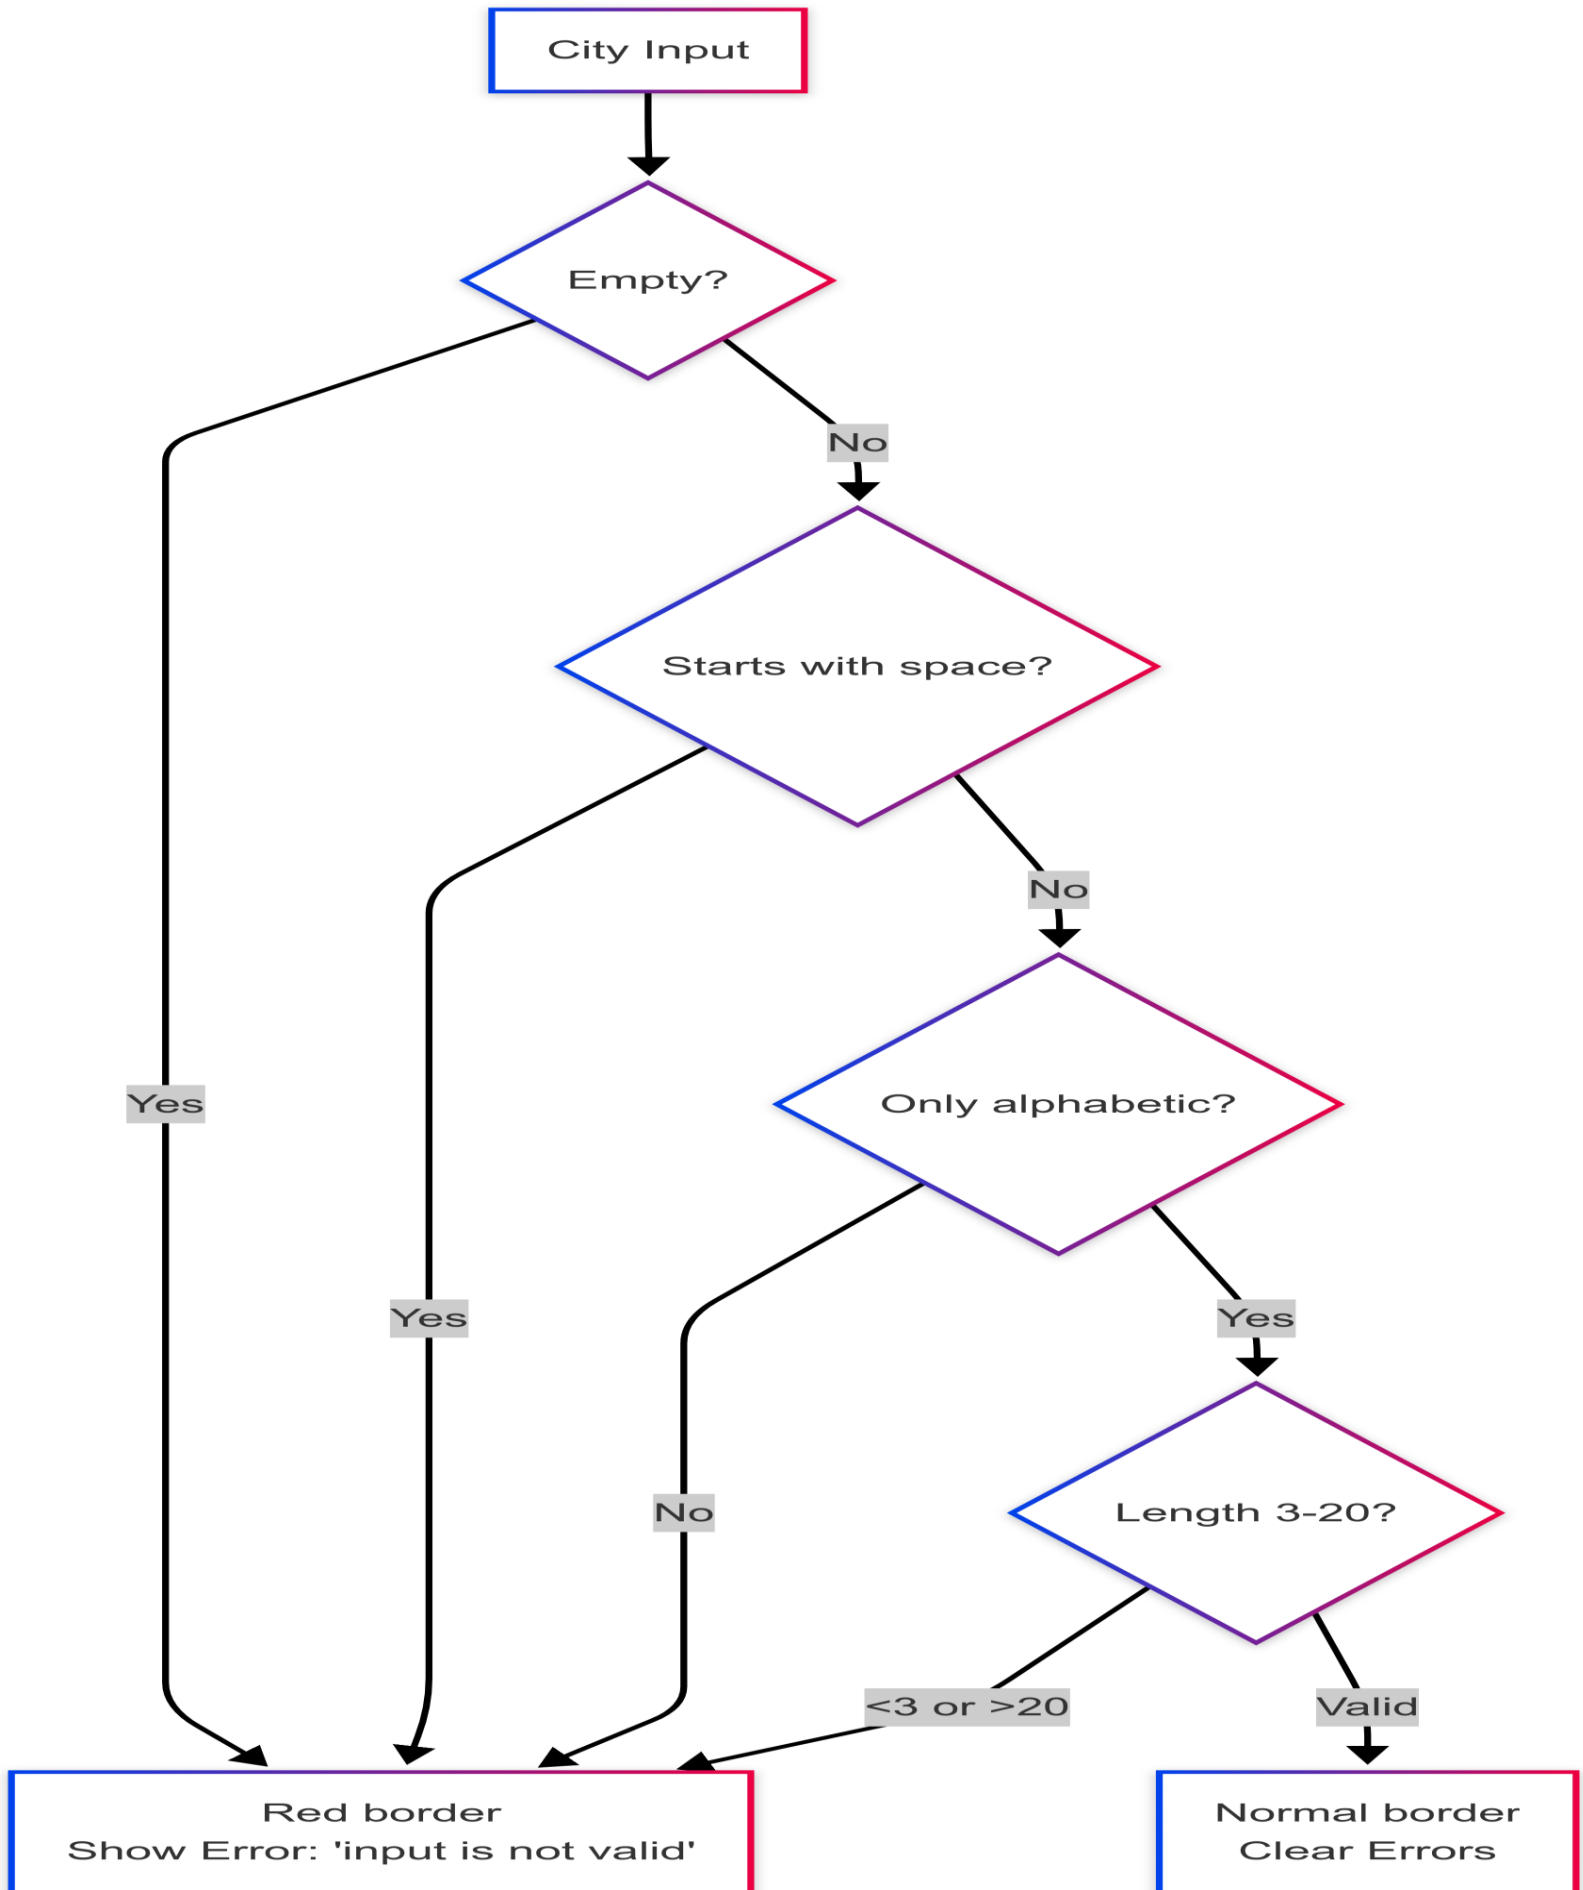 City Input
Empty?
No
Starts with space?
No
Only alphabetic?
Yes
Yes
Yes
No
Length 3-20?
<3 or >20
Valid
Red border
Show Error: 'input is not valid'
Normal border
Clear Errors